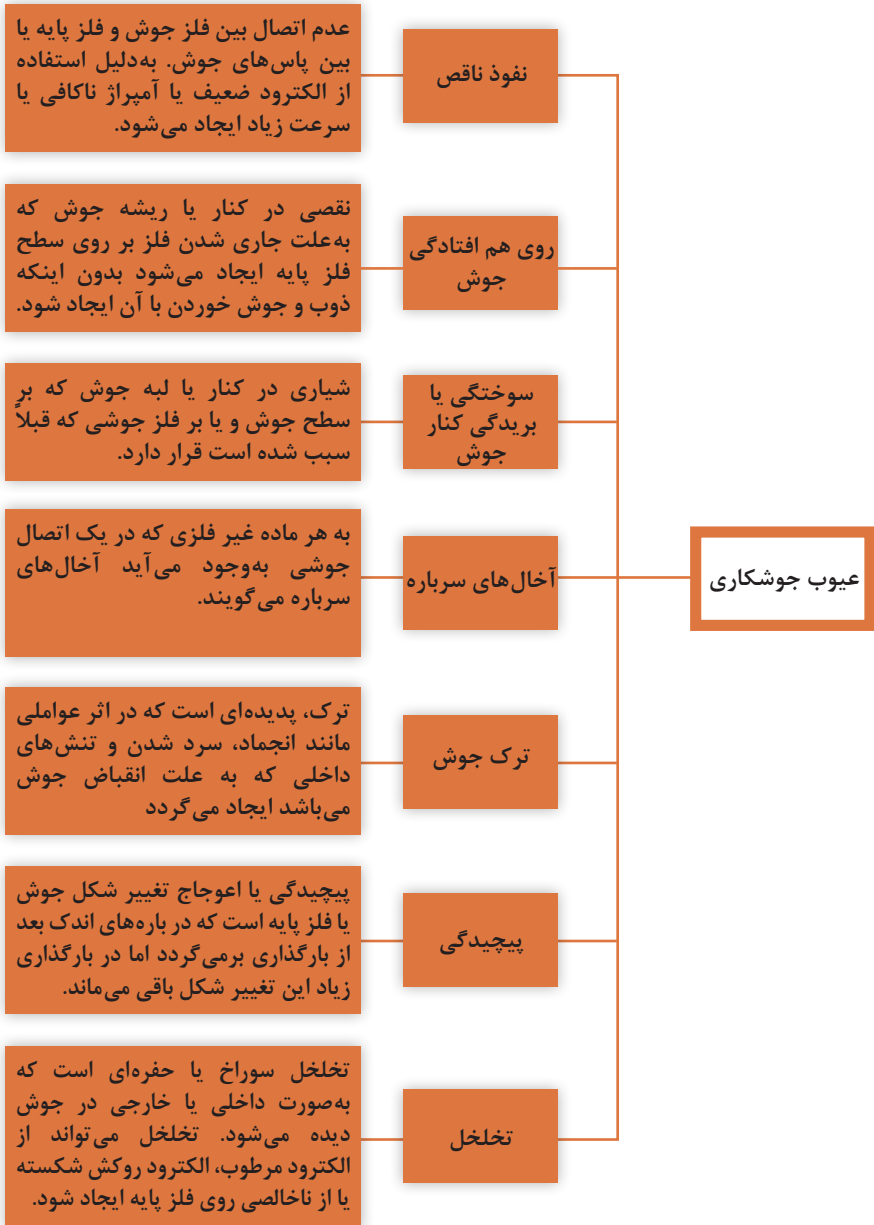 عیوب جوشکاری
نفوذ ناقص
عدم اتصال بین فلز جوش و فلز پایه یا
بین پاس‌های جوش. به‌دلیل استفاده
از الکترود ضعیف یا آمپراژ ناکافی یا
سرعت زیاد ایجاد می‌شود.
روی هم افتادگی
جوش
نقصی در کنار یا ریشه جوش که
به‌علت جاری شدن فلز بر روی سطح
فلز پایه ایجاد می‌شود بدون اینکه
ذوب و جوش خوردن با آن ایجاد شود.
سوختگی یا
بریدگی کنار
جوش
شیاری در کنار یا لبه جوش که بر
سطح جوش و یا بر فلز جوشی که قبلاً
سبب شده است قرار دارد.
آخال‌های سرباره
به هر ماده غیر فلزی که در یک اتصال
جوشی به‌وجود می‌آید آخال‌های
سرباره می‌گویند.
ترک جوش
ترک، پدیده‌ای است که در اثر عواملی
مانند انجماد، سرد شدن و تنش‌های
داخلی که به علت انقباض جوش
می‌باشد ایجاد می‌گردد
پیچیدگی
پیچیدگی یا اعوجاج تغییر شکل جوش
یا فلز پایه است که در باره‌های اندک بعد
از بارگذاری برمی‌گردد اما در بارگذاری
زیاد این تغییر شکل باقی می‌ماند.
تخلخل
تخلخل سوراخ یا حفره‌ای است که
به‌صورت داخلی یا خارجی در جوش
دیده می‌شود. تخلخل می‌تواند از
الکترود مرطوب، الکترود روکش شکسته
یا از ناخالصی روی فلز پایه ایجاد شود.